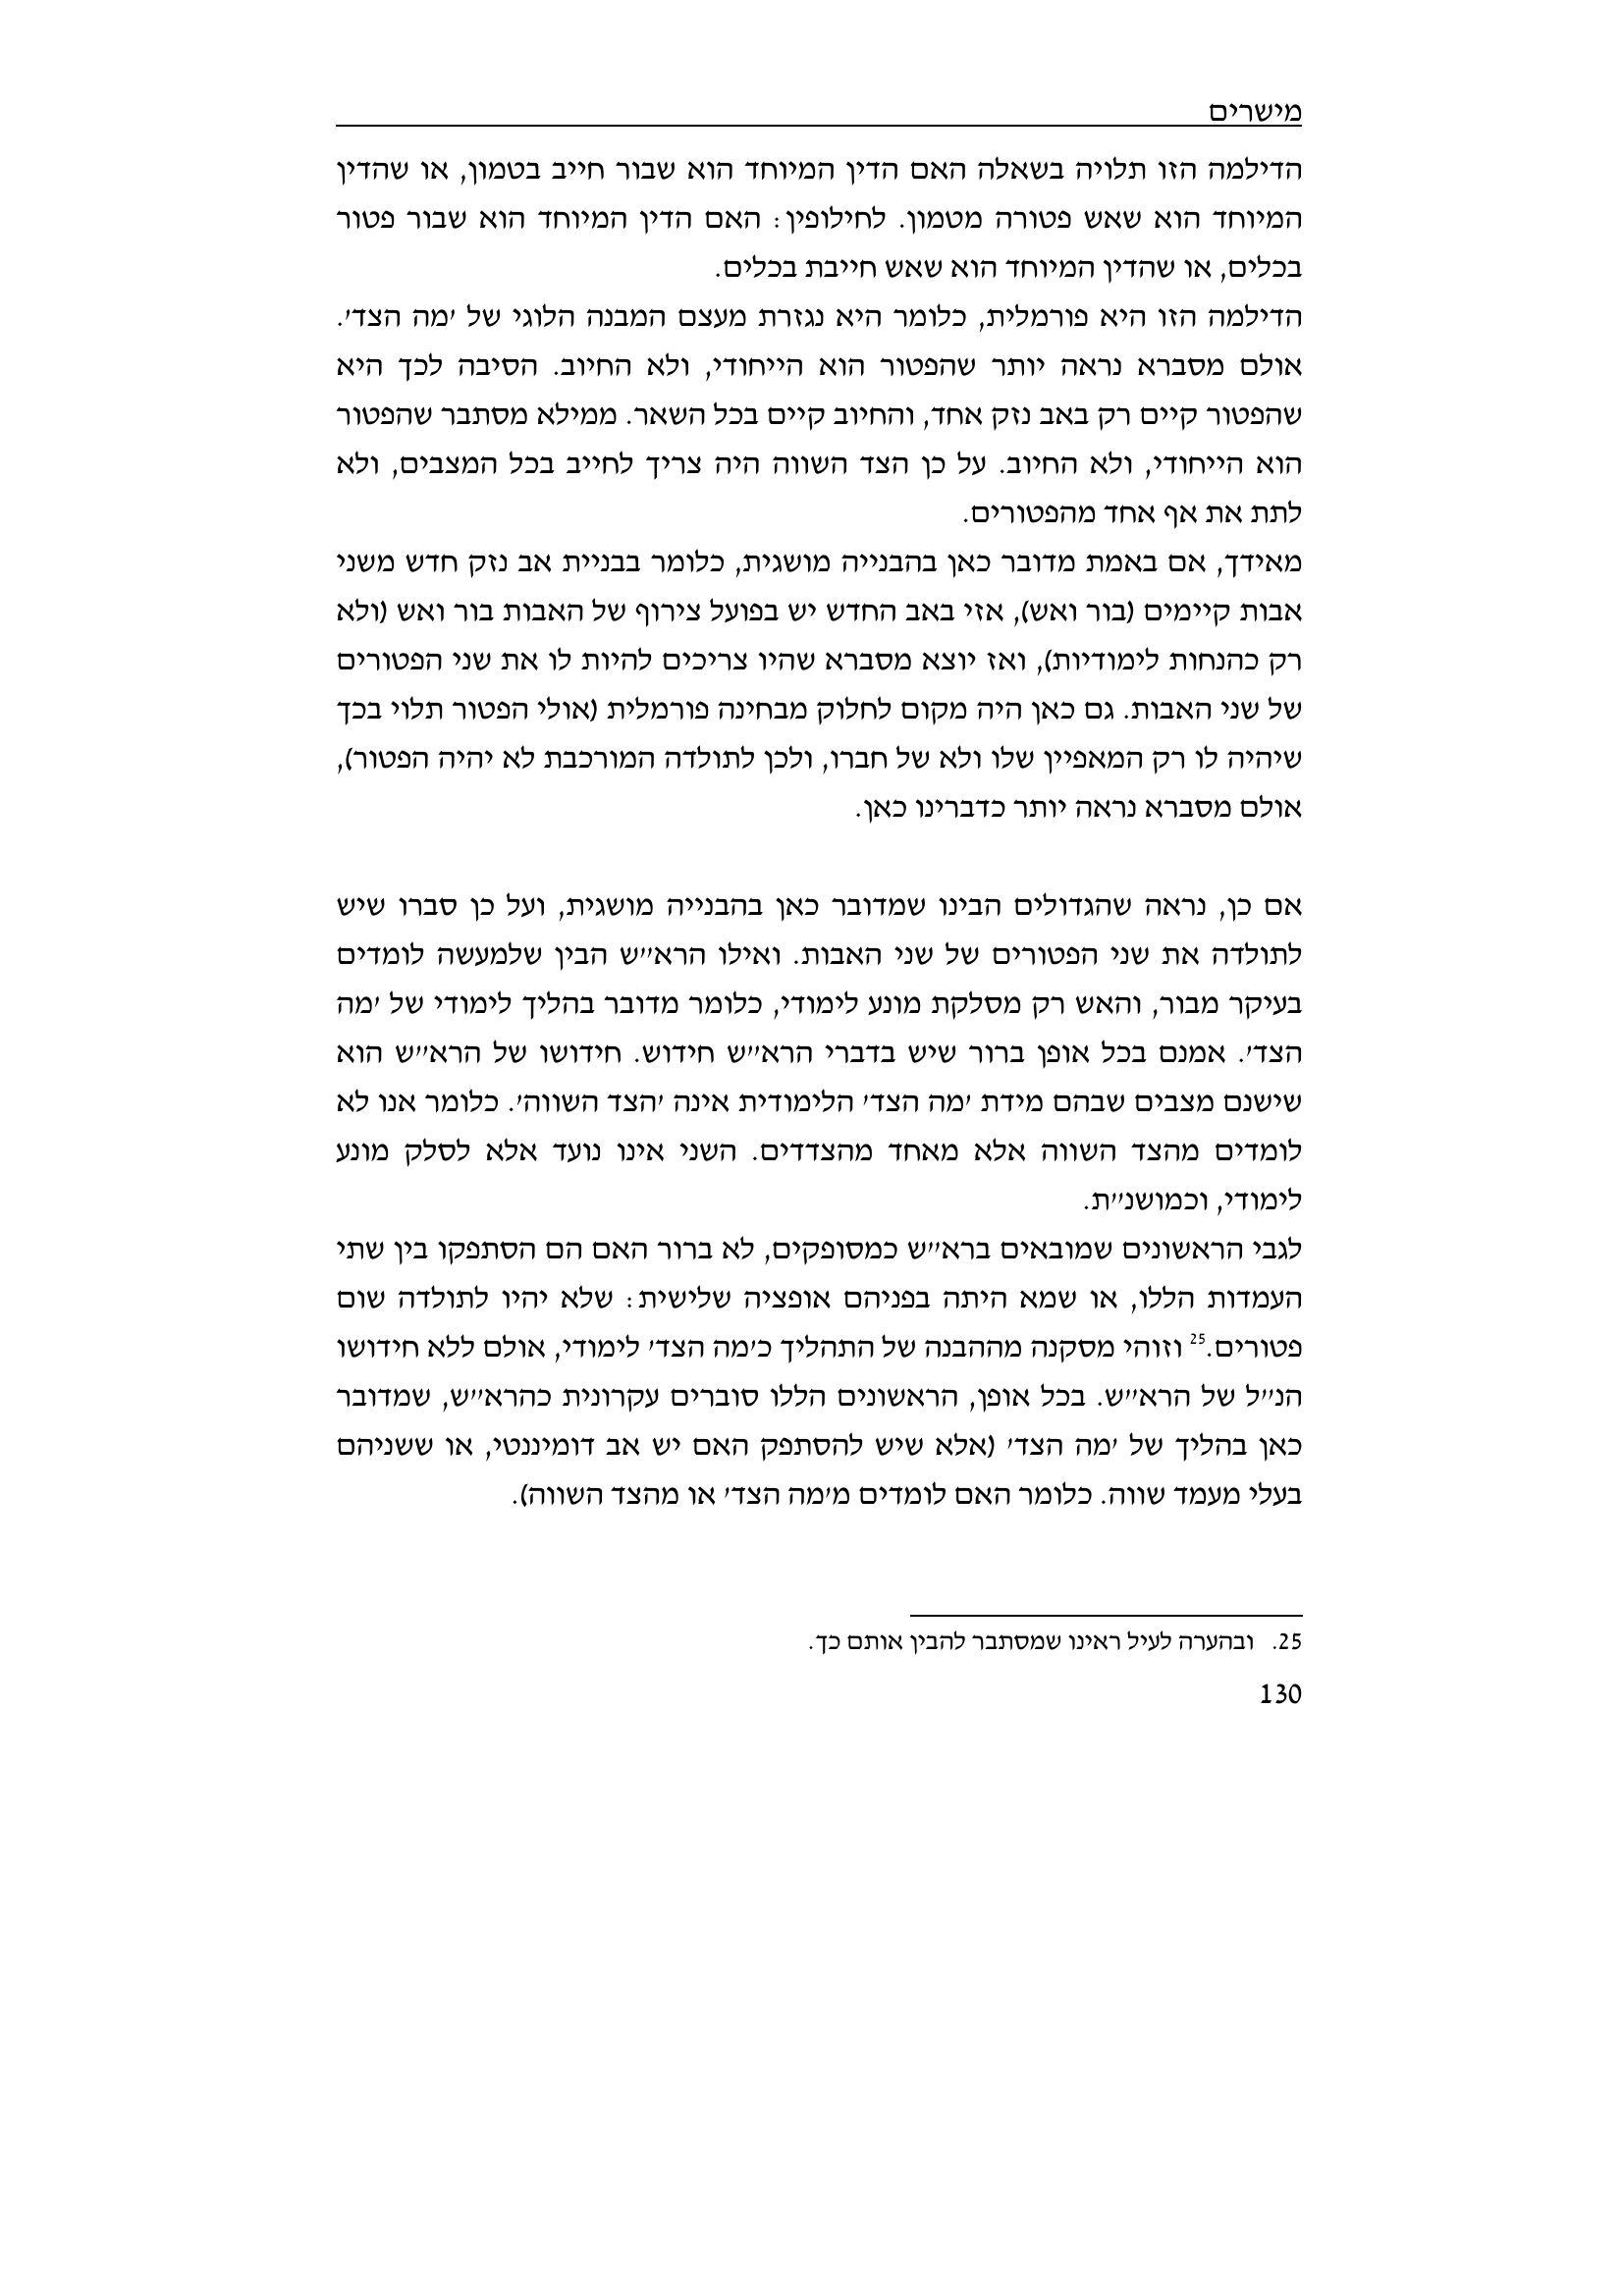 מישרים
הדילמה הזו תלויה בשאלה האם הדין המיוחד הוא שבור חייב בטמון, או שהדין
המיוחד הוא שאש פטורה מטמון. לחילופין: האם הדין המיוחד הוא שבור פטור
בכלים, או שהדין המיוחד הוא שאש חייבת בכלים.
הדילמה הזו היא פורמלית, כלומר היא נגזרת מעצם המבנה הלוגי של 'מה הצד'.
אולם מסברא נראה יותר שהפטור הוא הייחודי, ולא החיוב. הסיבה לכך היא
שהפטור קיים רק באב נזק אחד, והחיוב קיים בכל השאר. ממילא מסתבר שהפטור
הוא הייחודי, ולא החיוב. על כן הצד השווה היה צריך לחייב בכל המצבים, ולא
לתת את אף אחד מהפטורים.
מאידך, אם באמת מדובר כאן בהבנייה מושגית, כלומר בבניית אב נזק חדש משני
אבות קיימים (בור ואש), אזי באב החדש יש בפועל צירוף של האבות בור ואש (ולא
רק כהנחות לימודיות), ואז יוצא מסברא שהיו צריכים להיות לו את שני הפטורים
של שני האבות. גם כאן היה מקום לחלוק מבחינה פורמלית (אולי הפטור תלוי בכך
שיהיה לו רק המאפיין שלו ולא של חברו, ולכן לתולדה המורכבת לא יהיה הפטור),
אולם מסברא נראה יותר כדברינו כאן.
אם כן, נראה שהגדולים הבינו שמדובר כאן בהבנייה מושגית, ועל כן סברו שיש
לתולדה את שני הפטורים של שני האבות. ואילו הרא''ש הבין שלמעשה לומדים
בעיקר מבור, והאש רק מסלקת מונע לימודי, כלומר מדובר בהליך לימודי של 'מה
הצד'. אמנם בכל אופן ברור שיש בדברי הרא''ש חידוש. חידושו של הרא''ש הוא
שישנם מצבים שבהם מידת 'מה הצד' הלימודית אינה 'הצד השווה'. כלומר אנו לא
לומדים מהצד השווה אלא מאחד מהצדדים. השני אינו נועד אלא לסלק מונע
לימודי, וכמושנ''ת.
לגבי הראשונים שמובאים ברא''ש כמסופקים, לא ברור האם הם הסתפקו בין שתי
העמדות הללו, או שמא היתה בפניהם אופציה שלישית: שלא יהיו לתולדה שום
פטורים.25 וזוהי מסקנה מההבנה של התהליך כ'מה הצד' לימודי, אולם ללא חידושו
הנ''ל של הרא''ש. בכל אופן, הראשונים הללו סוברים עקרונית כהרא''ש, שמדובר
כאן בהליך של 'מה הצד' (אלא שיש להסתפק האם יש אב דומיננטי, או ששניהם
בעלי מעמד שווה. כלומר האם לומדים מ'מה הצד' או מהצד השווה).
25. ובהערה לעיל ראינו שמסתבר להבין אותם כך.
130